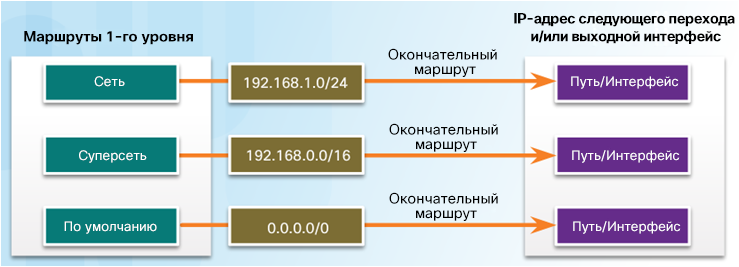 Маршруты 1-го уровня
IP-адрес следующего перехода
и/или выходной интерфейс
Сеть
192.168.1.0/24
Окончательный
маршрут
Путь/Интерфейс
Суперсеть
192.168.0.0/16
Окончательный
маршрут
Путь/Интерфейс
По умолчанию
0.0.0.0/0
Окончательный
маршрут
Путь/Интерфейс